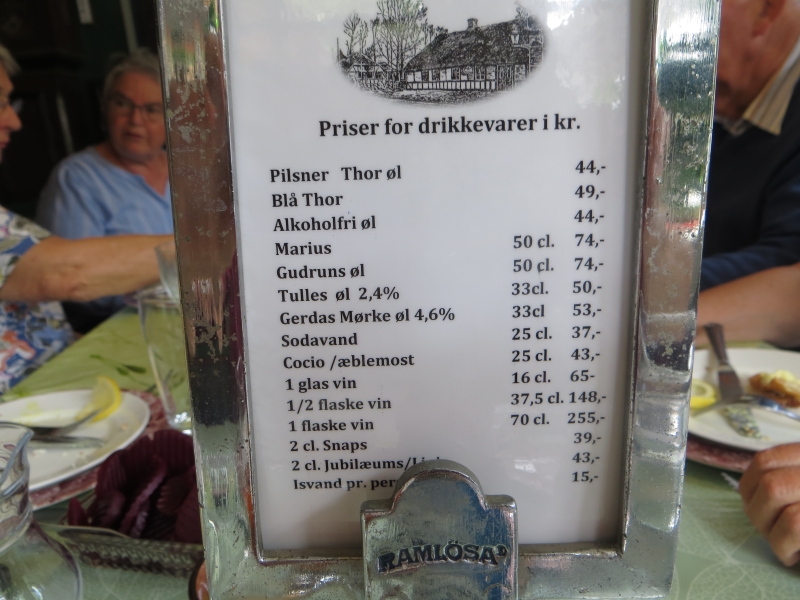 Priser for drikkevarer i kr.
Pilsner Thor øl 44,-
Blå Thor 49,-
Alkoholfri øl 44,-
Marius 50 cl. 74,-
Gudruns øl 50 cl. 74,-
Tulles øl 2,4% 33cl. 50,-
Gerdas Mørke øl 4,6% 33cl 53,-
Sodavand 25 cl. 37,-
Cocio /æblemost 25 cl. 43,-
1 glas vin 16 cl. 65-
1/2 flaske vin 37,5 cl. 148,-
1 flaske vin 70 cl. 255,-
2 cl. Snaps 39,-
2 cl. Jubilæums/ 43,-
Isvand pr. 15,-
RAMLÖSA